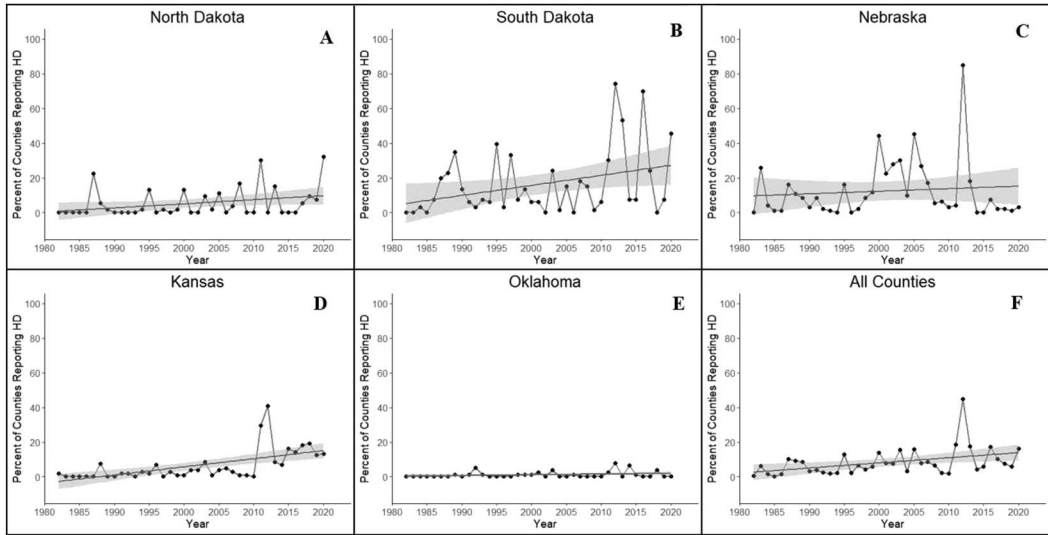 North Dakota
A
Percent of Counties Reporting HD
100
80
60
40
20
0
1980 1985 1990 1995 2000 2005 2010 2015 2020
Year
South Dakota
B
Percent of Counties Reporting HD
100
80
60
40
20
0
1980 1985 1990 1995 2000 2005 2010 2015 2020
Year
Nebraska
C
Percent of Counties Reporting HD
100
80
60
40
20
0
1980 1985 1990 1995 2000 2005 2010 2015 2020
Year
Kansas
D
Percent of Counties Reporting HD
100
80
60
40
20
0
1980 1985 1990 1995 2000 2005 2010 2015 2020
Year
Oklahoma
E
Percent of Counties Reporting HD
100
80
60
40
20
0
1980 1985 1990 1995 2000 2005 2010 2015 2020
Year
All Counties
F
Percent of Counties Reporting HD
100
80
60
40
20
0
1980 1985 1990 1995 2000 2005 2010 2015 2020
Year